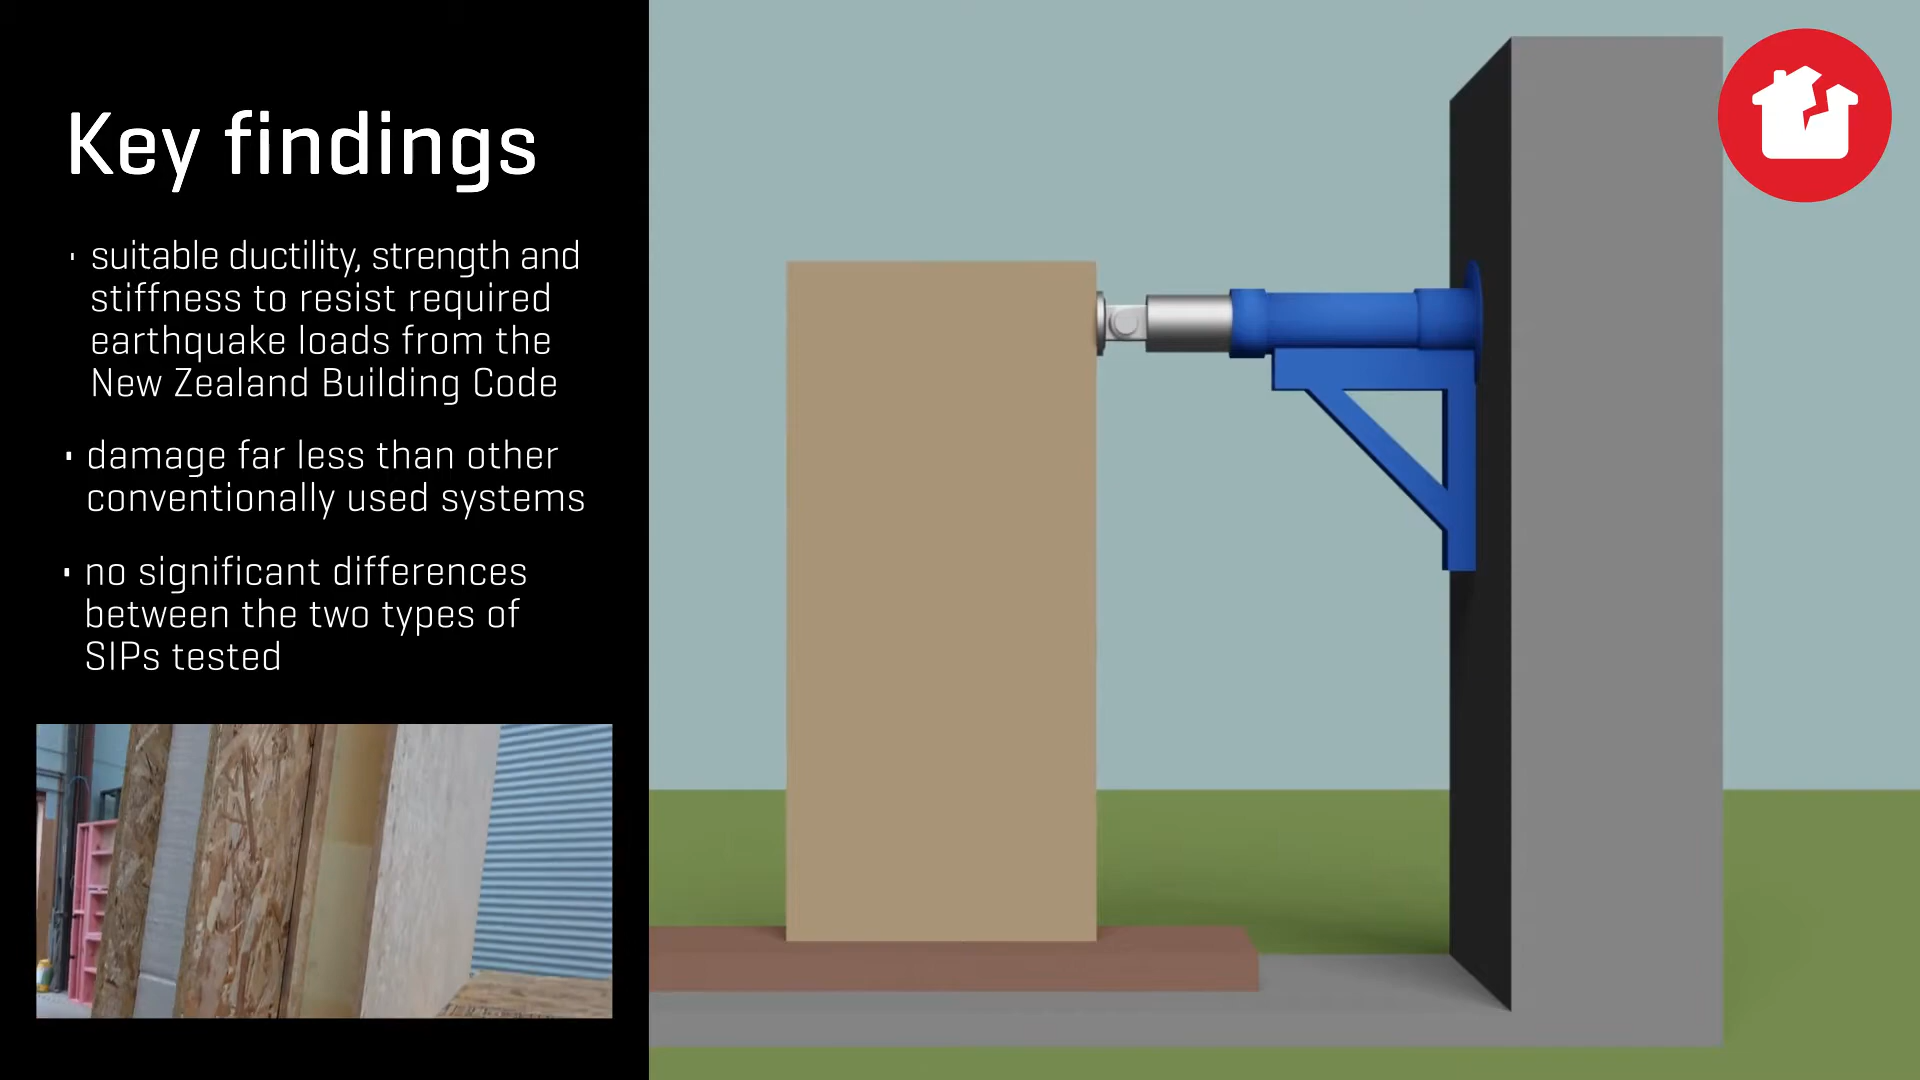 Key findings
· suitable ductility, strength and
stiffness to resist required
earthquake loads from the
New Zealand Building Code
· damage far less than other
conventionally used systems
· no significant differences
between the two types of
SIPs tested